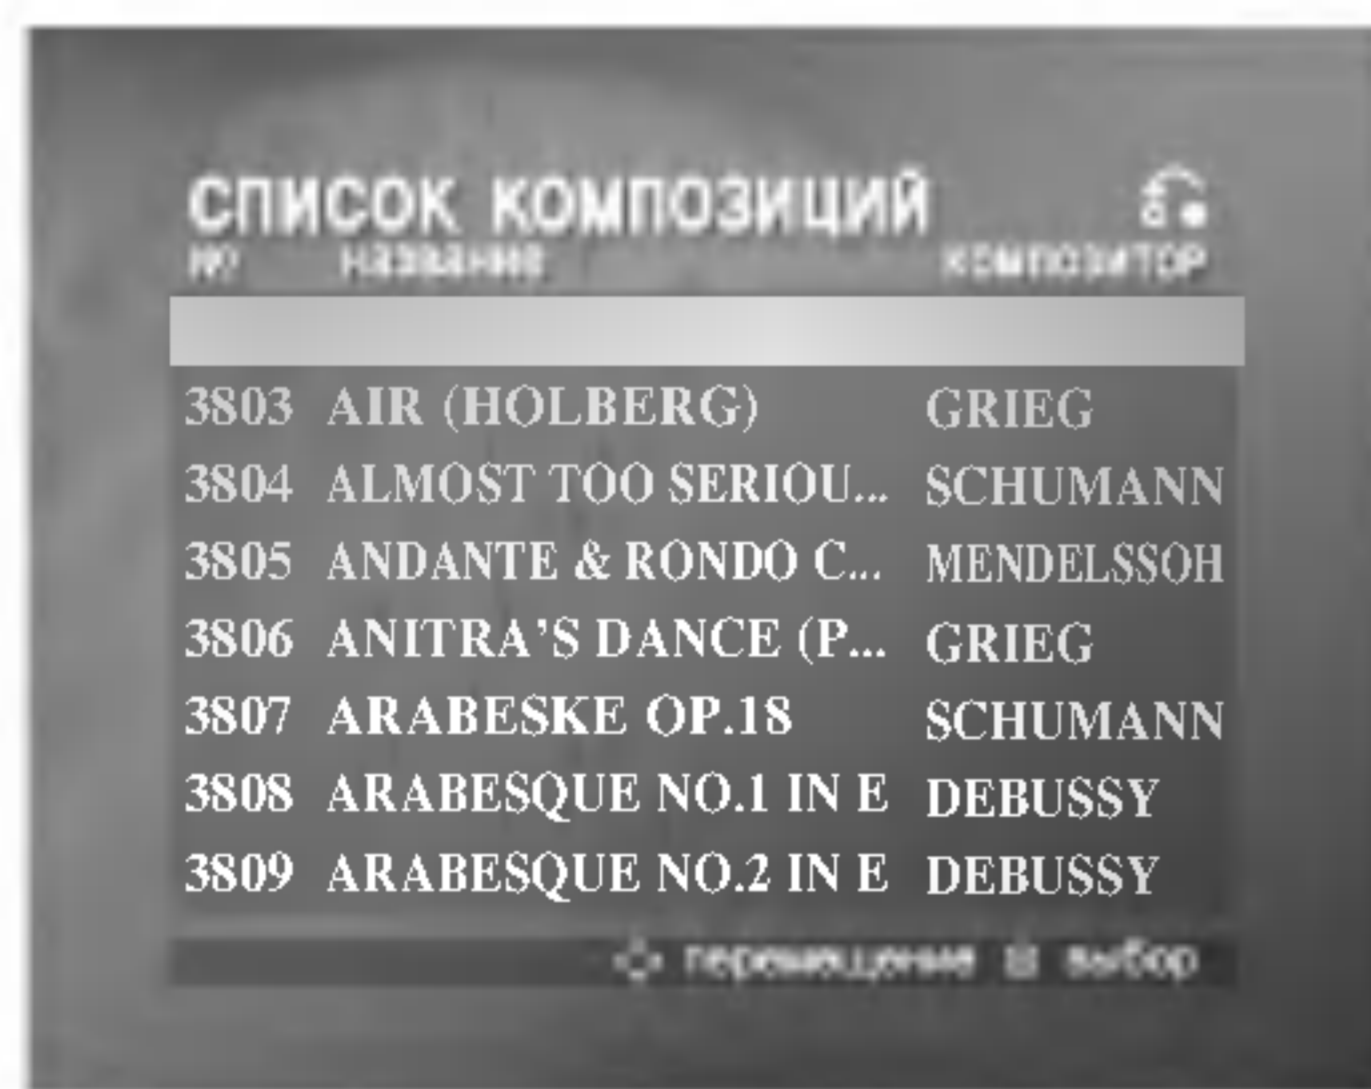 СПИСОК КОМПОЗИЦИЙ
№ название композитор
3803 AIR (HOLBERG) GRIEG
3804 ALMOST TOO SERIOU... SCHUMANN
3805 ANDANTE & RONDO C... MENDELSSOH
3806 ANITRA'S DANCE (P... GRIEG
3807 ARABESKE OP.18 SCHUMANN
3808 ARABESQUE NO.1 IN E DEBUSSY
3809 ARABESQUE NO.2 IN E DEBUSSY
перемещение выбор